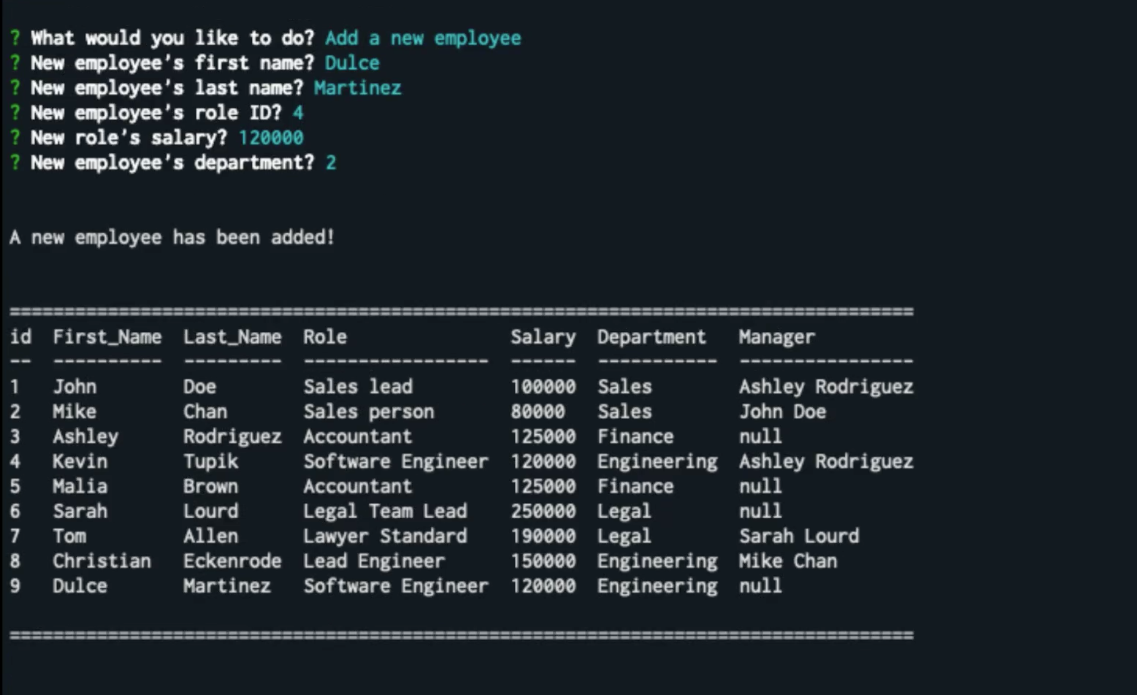 ? What would you like to do? Add a new employee
? New employee's first name? Dulce
? New employee's last name? Martinez
? New employee's role ID? 4
? New role's salary? 120000
? New employee's department? 2
A new employee has been added!
===================================================================================
id  First_Name  Last_Name  Role               Salary  Department   Manager
--  ----------  ---------  -----------------  ------  -----------  ----------------
1   John        Doe        Sales lead         100000  Sales        Ashley Rodriguez
2   Mike        Chan       Sales person       80000   Sales        John Doe
3   Ashley      Rodriguez  Accountant         125000  Finance      null
4   Kevin       Tupik      Software Engineer  120000  Engineering  Ashley Rodriguez
5   Malia       Brown      Accountant         125000  Finance      null
6   Sarah       Lourd      Legal Team Lead    250000  Legal        null
7   Tom         Allen      Lawyer Standard    190000  Legal        Sarah Lourd
8   Christian   Eckenrode  Lead Engineer      150000  Engineering  Mike Chan
9   Dulce       Martinez   Software Engineer  120000  Engineering  null
===================================================================================